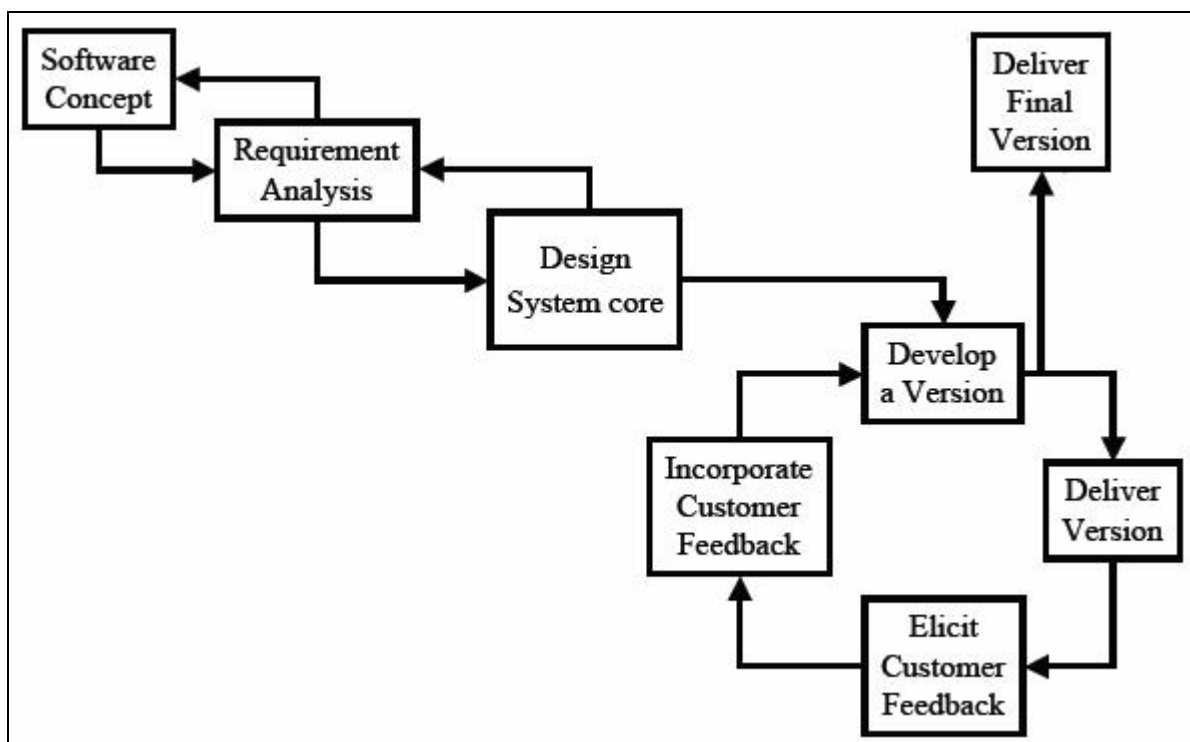 Software
Concept
Requirement
Analysis
Design
System core
Deliver
Final
Version
Develop
a Version
Incorporate
Customer
Feedback
Deliver
Version
Elicit
Customer
Feedback